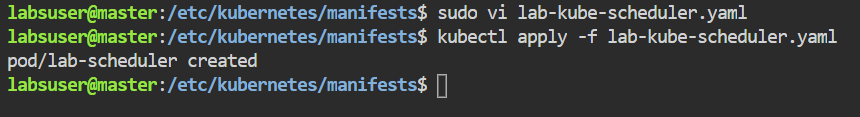 labsuser@master:/etc/kubernetes/manifests$ sudo vi lab-kube-scheduler.yaml
labsuser@master:/etc/kubernetes/manifests$ kubectl apply -f lab-kube-scheduler.yaml
pod/lab-scheduler created
labsuser@master:/etc/kubernetes/manifests$